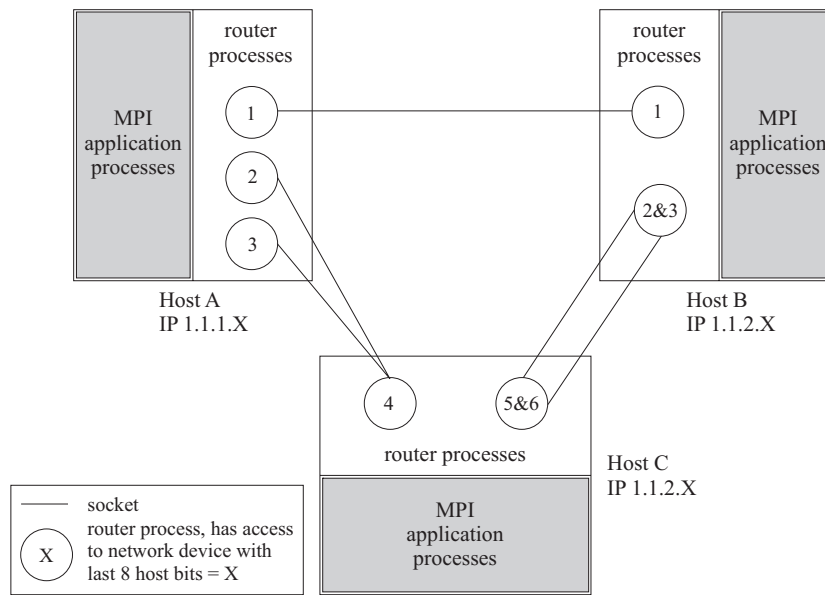 router
processes
MPI
application
processes
1
2
3
Host A
IP 1.1.1.X
router
processes
1
2&3
MPI
application
processes
Host B
IP 1.1.2.X
4
5&6
router processes
MPI
application
processes
Host C
IP 1.1.2.X
socket
X
router process, has access
to network device with
last 8 host bits = X